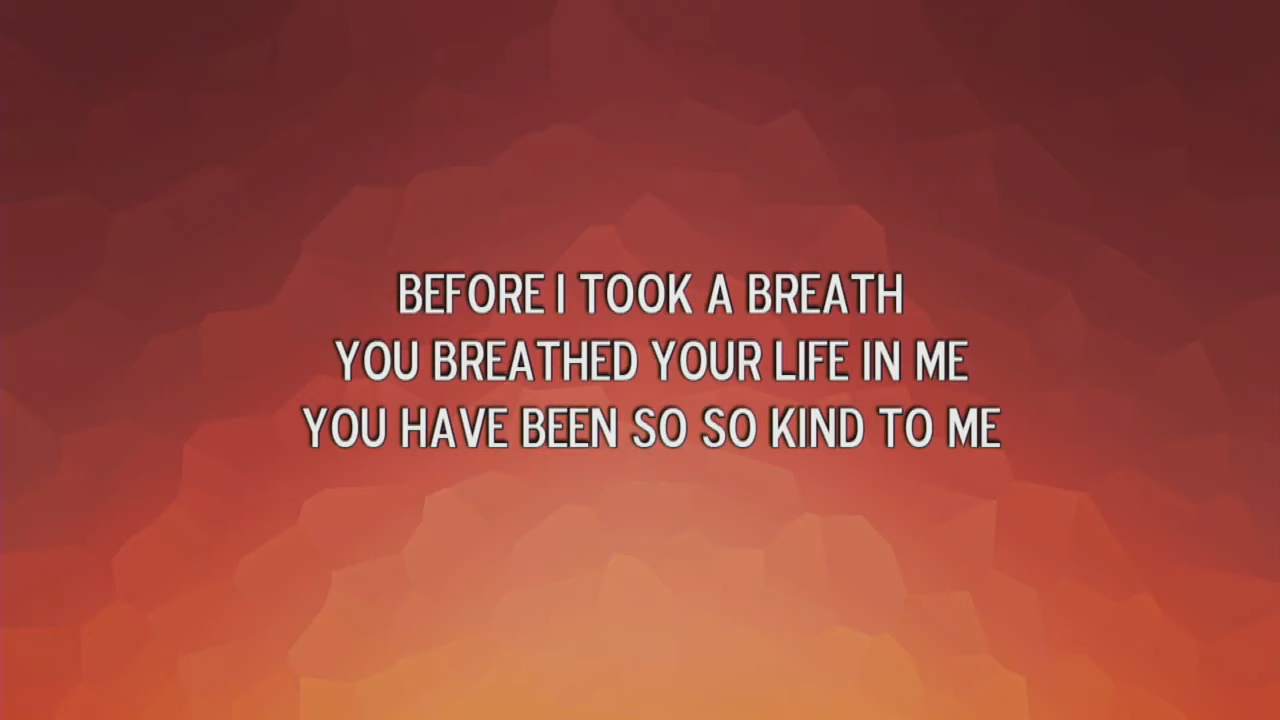 BEFORE I TOOK A BREATH
YOU BREATHED YOUR LIFE IN ME
YOU HAVE BEEN SO SO KIND TO ME